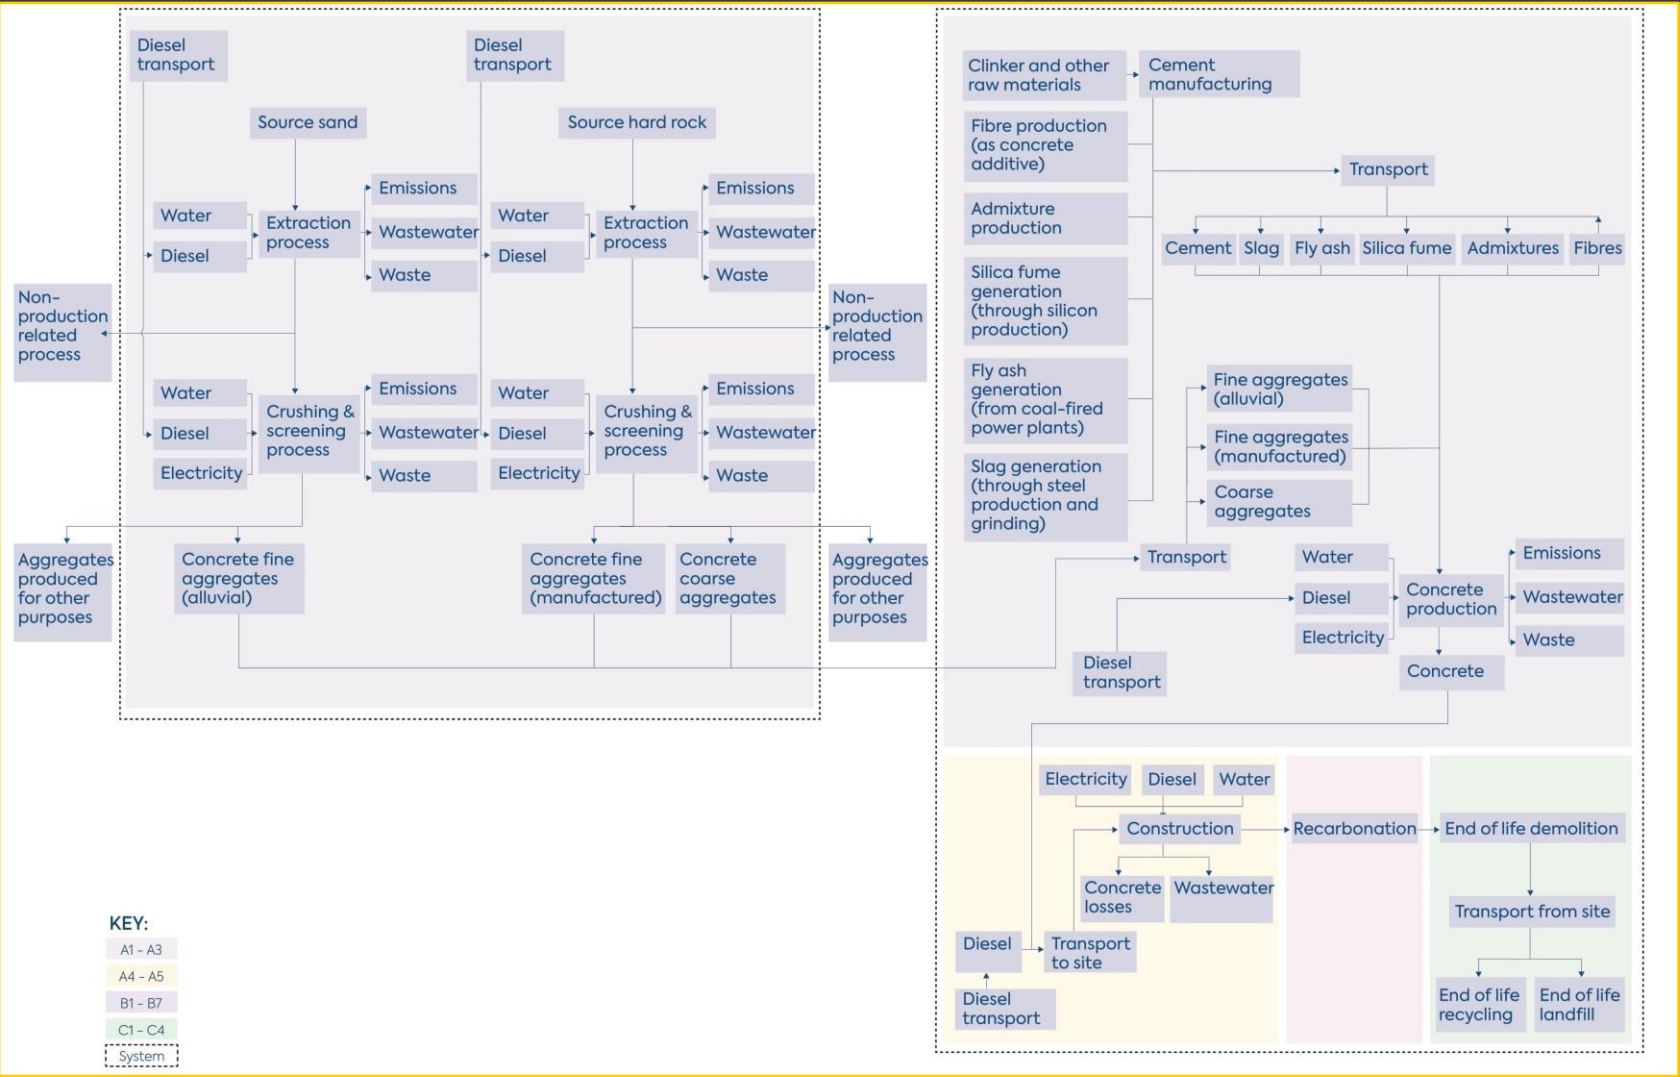 Diesel
transport
Diesel
transport
Source sand
Source hard rock
Water
Diesel
Extraction
process
Emissions
Wastewater
Waste
Water
Diesel
Extraction
process
Emissions
Wastewater
Waste
Non-
production
related
process
Non-
production
related
process
Water
Diesel
Electricity
Crushing &
screening
process
Emissions
Wastewater
Waste
Water
Diesel
Electricity
Crushing &
screening
process
Emissions
Wastewater
Waste
Aggregates
produced
for other
purposes
Concrete fine
aggregates
(alluvial)
Concrete fine
aggregates
(manufactured)
Concrete
coarse
aggregates
Aggregates
produced
for other
purposes
Clinker and other
raw materials
Cement
manufacturing
Fibre production
(as concrete
additive)
Admixture
production
Silica fume
generation
(through silicon
production)
Fly ash
generation
(from coal-fired
power plants)
Slag generation
(through steel
production and
grinding)
Transport
Cement
Slag
Fly ash
Silica fume
Admixtures
Fibres
Fine aggregates
(alluvial)
Fine aggregates
(manufactured)
Coarse
aggregates
Transport
Water
Diesel
Electricity
Concrete
production
Emissions
Wastewater
Waste
Diesel
transport
Concrete
Electricity
Diesel
Water
Construction
Concrete
losses
Wastewater
Diesel
Transport
to site
Diesel
transport
Recarbonation
End of life demolition
Transport from site
End of life
recycling
End of life
landfill
KEY:
A1 - A3
A4 - A5
B1 - B7
C1 - C4
System